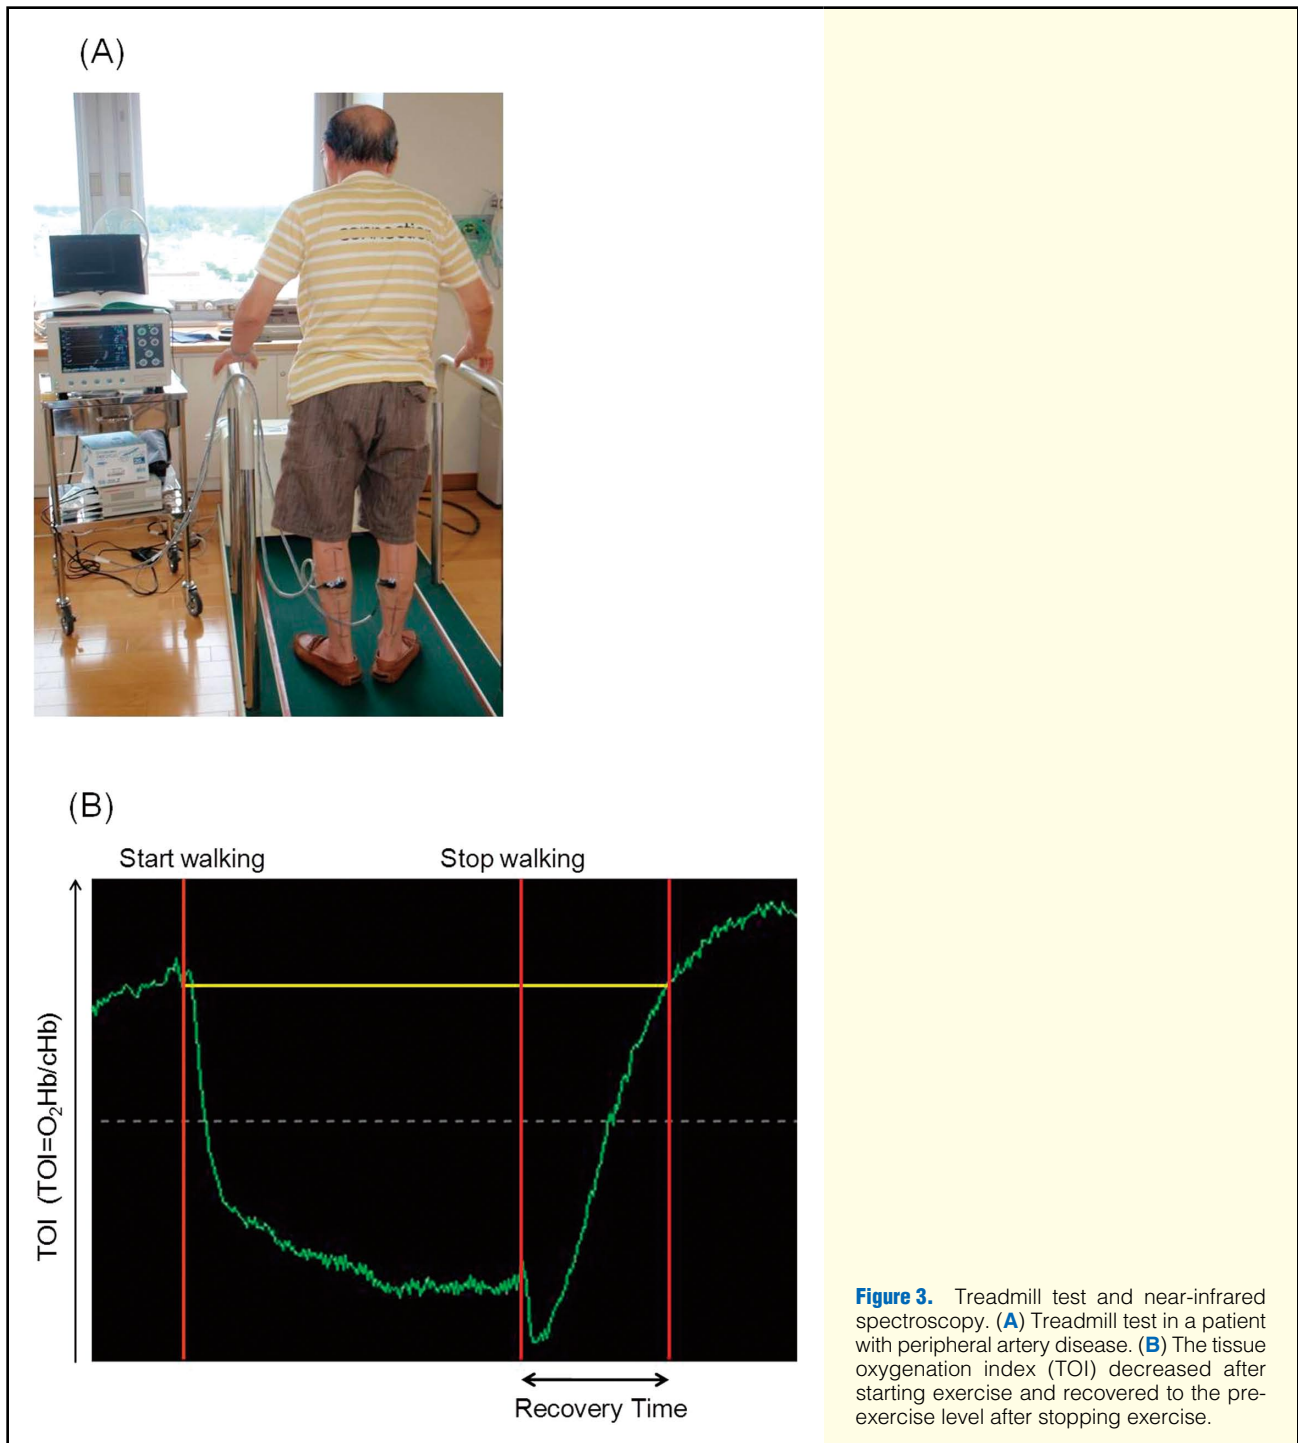 (A)
connection
(B)
Start walking
Stop walking
TOI (TOI=O₂Hb/cHb)
Recovery Time
Figure 3. Treadmill test and near-infrared
spectroscopy. (A) Treadmill test in a patient
with peripheral artery disease. (B) The tissue
oxygenation index (TOI) decreased after
starting exercise and recovered to the pre-
exercise level after stopping exercise.